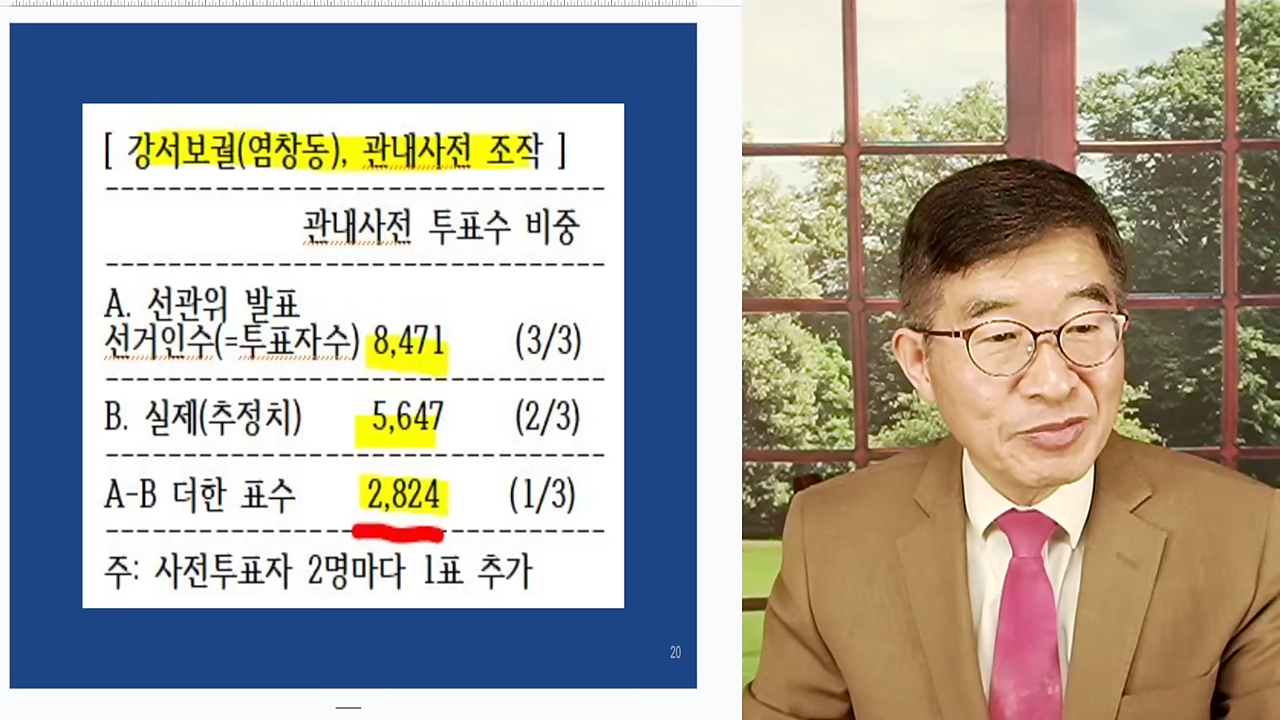 [ 강서보궐(염창동), 관내사전 조작 ]
관내사전 투표수 비중
A. 선관위 발표
선거인수(=투표자수) 8,471 (3/3)
B. 실제(추정치) 5,647 (2/3)
A-B 더한 표수 2,824 (1/3)
주: 사전투표자 2명마다 1표 추가
20